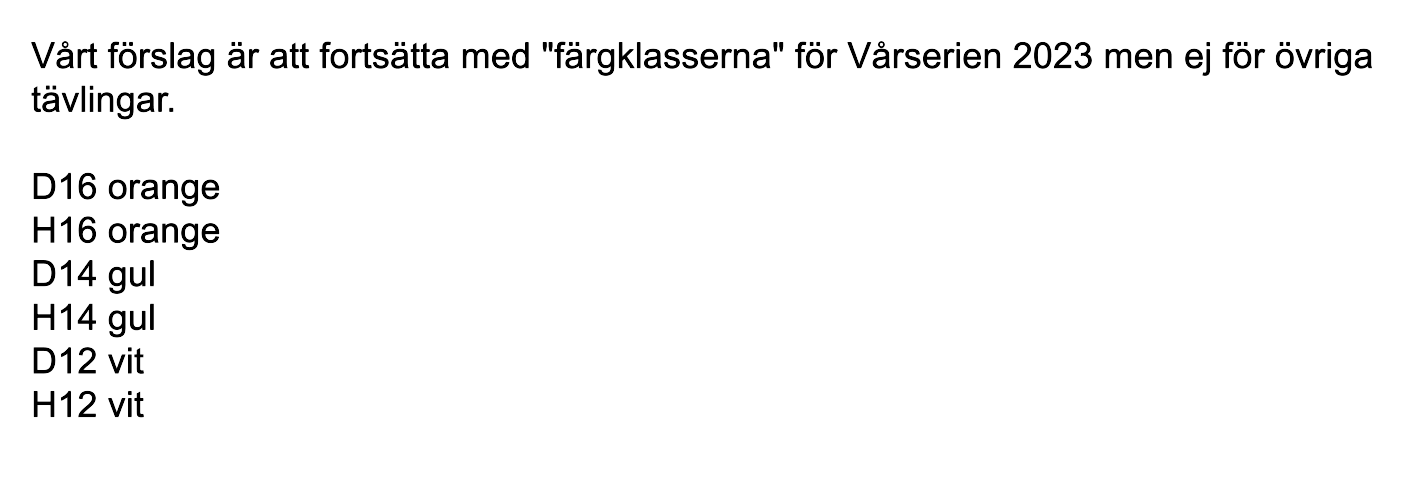 Vårt förslag är att fortsätta med "färgklasserna" för Vårserien 2023 men ej för övriga
tävlingar.
D16 orange
H16 orange
D14 gul
H14 gul
D12 vit
H12 vit